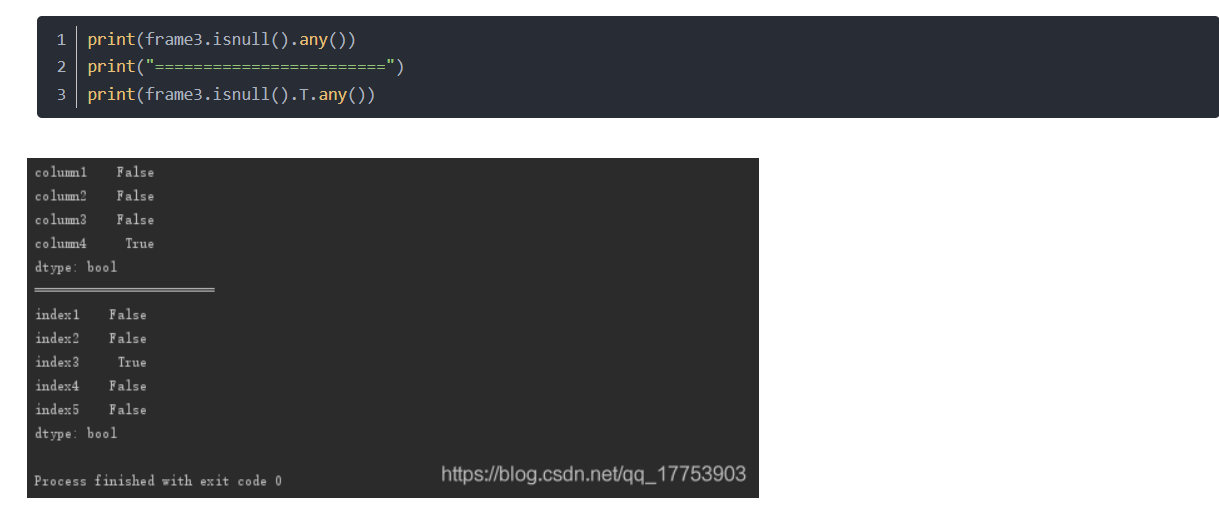 1 print(frame3.isnull().any())
2 print("========================")
3 print(frame3.isnull().T.any())
column1 False
column2 False
column3 False
column4 True
dtype: bool
========================
index1 False
index2 False
index3 True
index4 False
index5 False
dtype: bool
Process finished with exit code 0
https://blog.csdn.net/qq_17753903